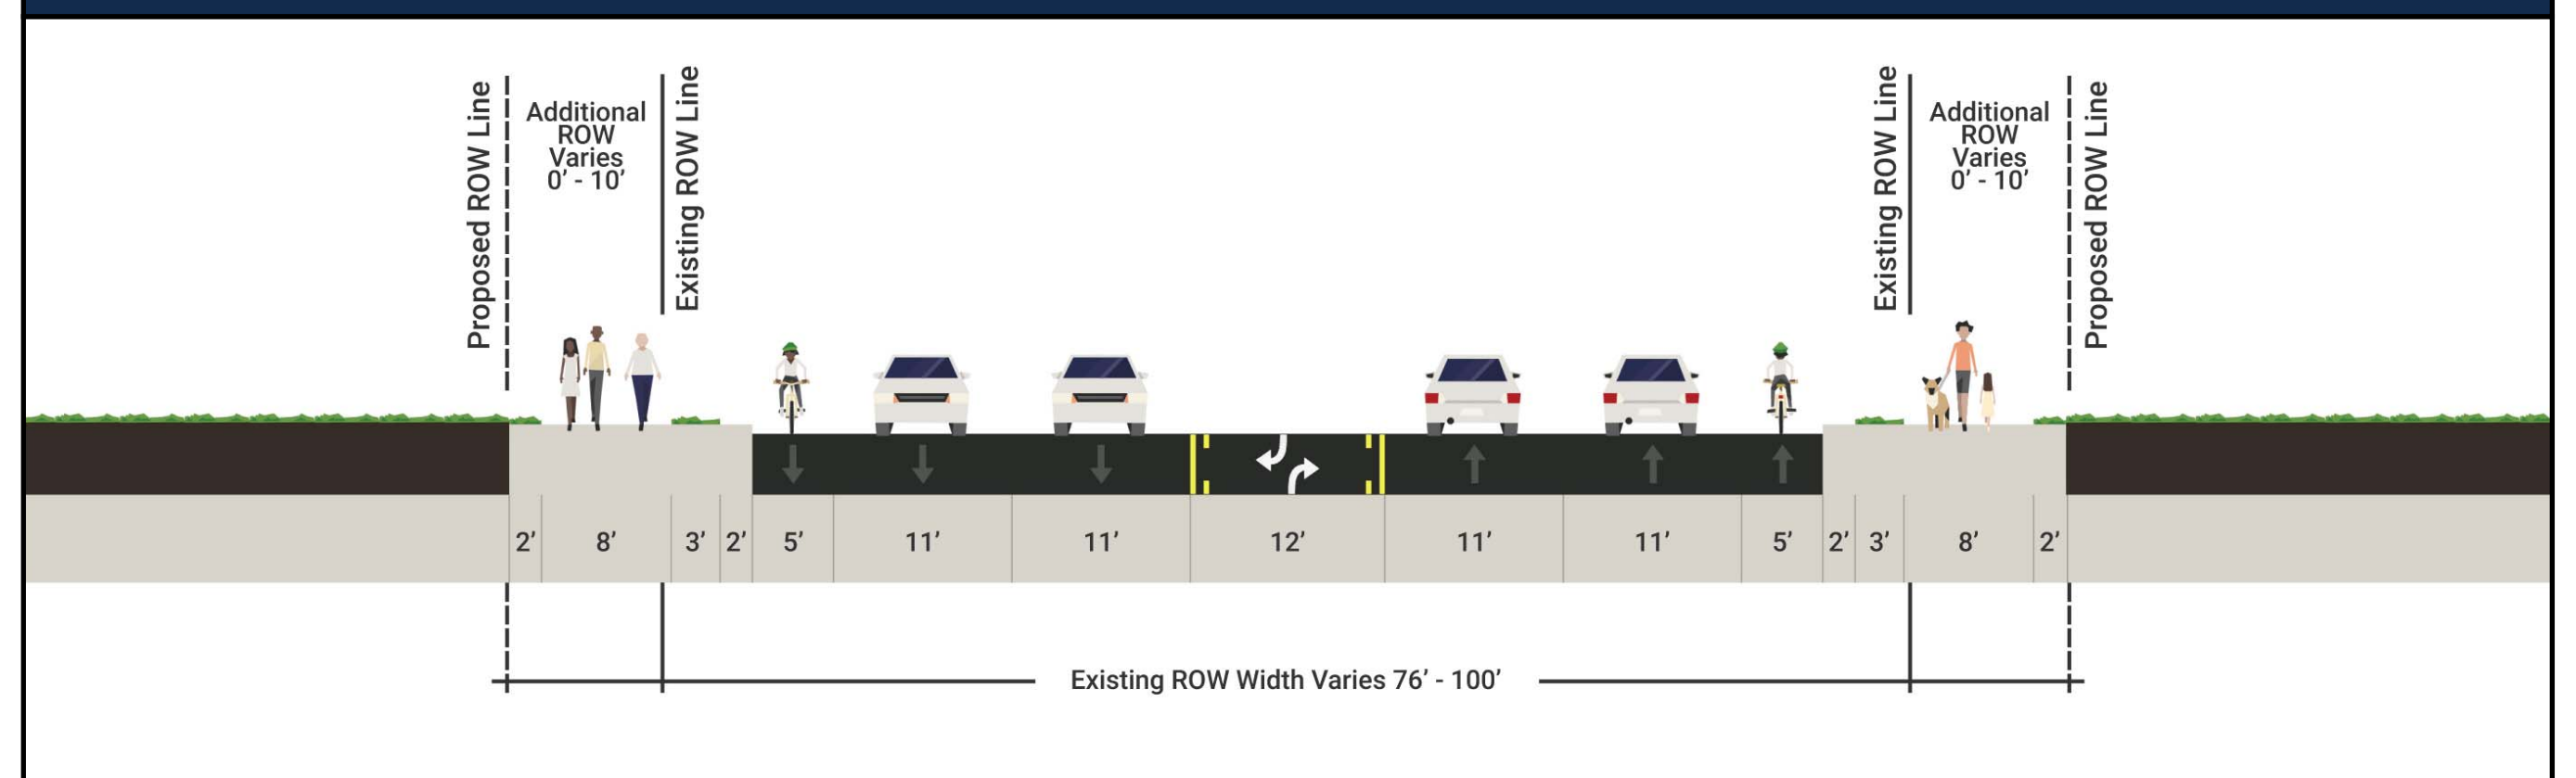 Proposed ROW Line
Additional
ROW
Varies
0’ - 10’
Existing ROW Line
Existing ROW Line
Additional
ROW
Varies
0’ - 10’
Proposed ROW Line
2’ 8’ 3’ 2’ 5’ 11’ 11’ 12’ 11’ 11’ 5’ 2’ 3’ 8’ 2’
Existing ROW Width Varies 76’ - 100’